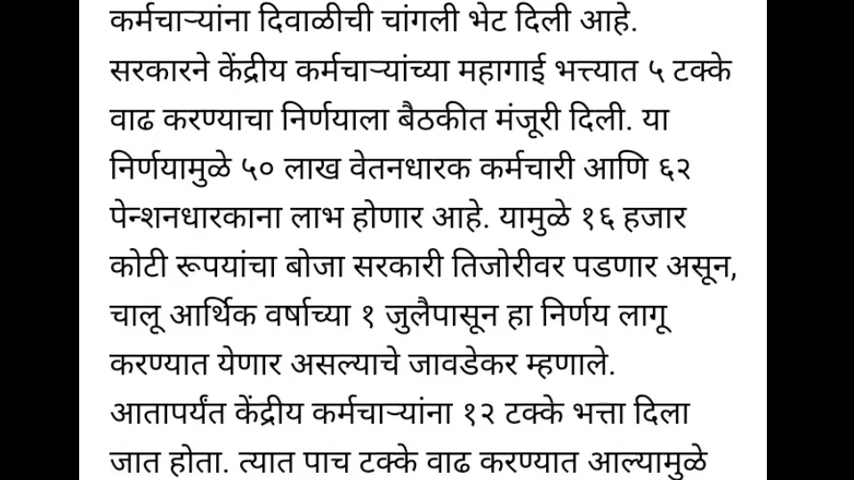 कर्मचाऱ्यांना दिवाळीची चांगली भेट दिली आहे.
सरकारने केंद्रीय कर्मचाऱ्यांच्या महागाई भत्त्यात ५ टक्के
वाढ करण्याचा निर्णयाला बैठकीत मंजूरी दिली. या
निर्णयामुळे ५० लाख वेतनधारक कर्मचारी आणि ६२
पेन्शनधारकाना लाभ होणार आहे. यामुळे १६ हजार
कोटी रूपयांचा बोजा सरकारी तिजोरीवर पडणार असून,
चालू आर्थिक वर्षाच्या १ जुलैपासून हा निर्णय लागू
करण्यात येणार असल्याचे जावडेकर म्हणाले.
आतापर्यंत केंद्रीय कर्मचाऱ्यांना १२ टक्के भत्ता दिला
जात होता. त्यात पाच टक्के वाढ करण्यात आल्यामुळे